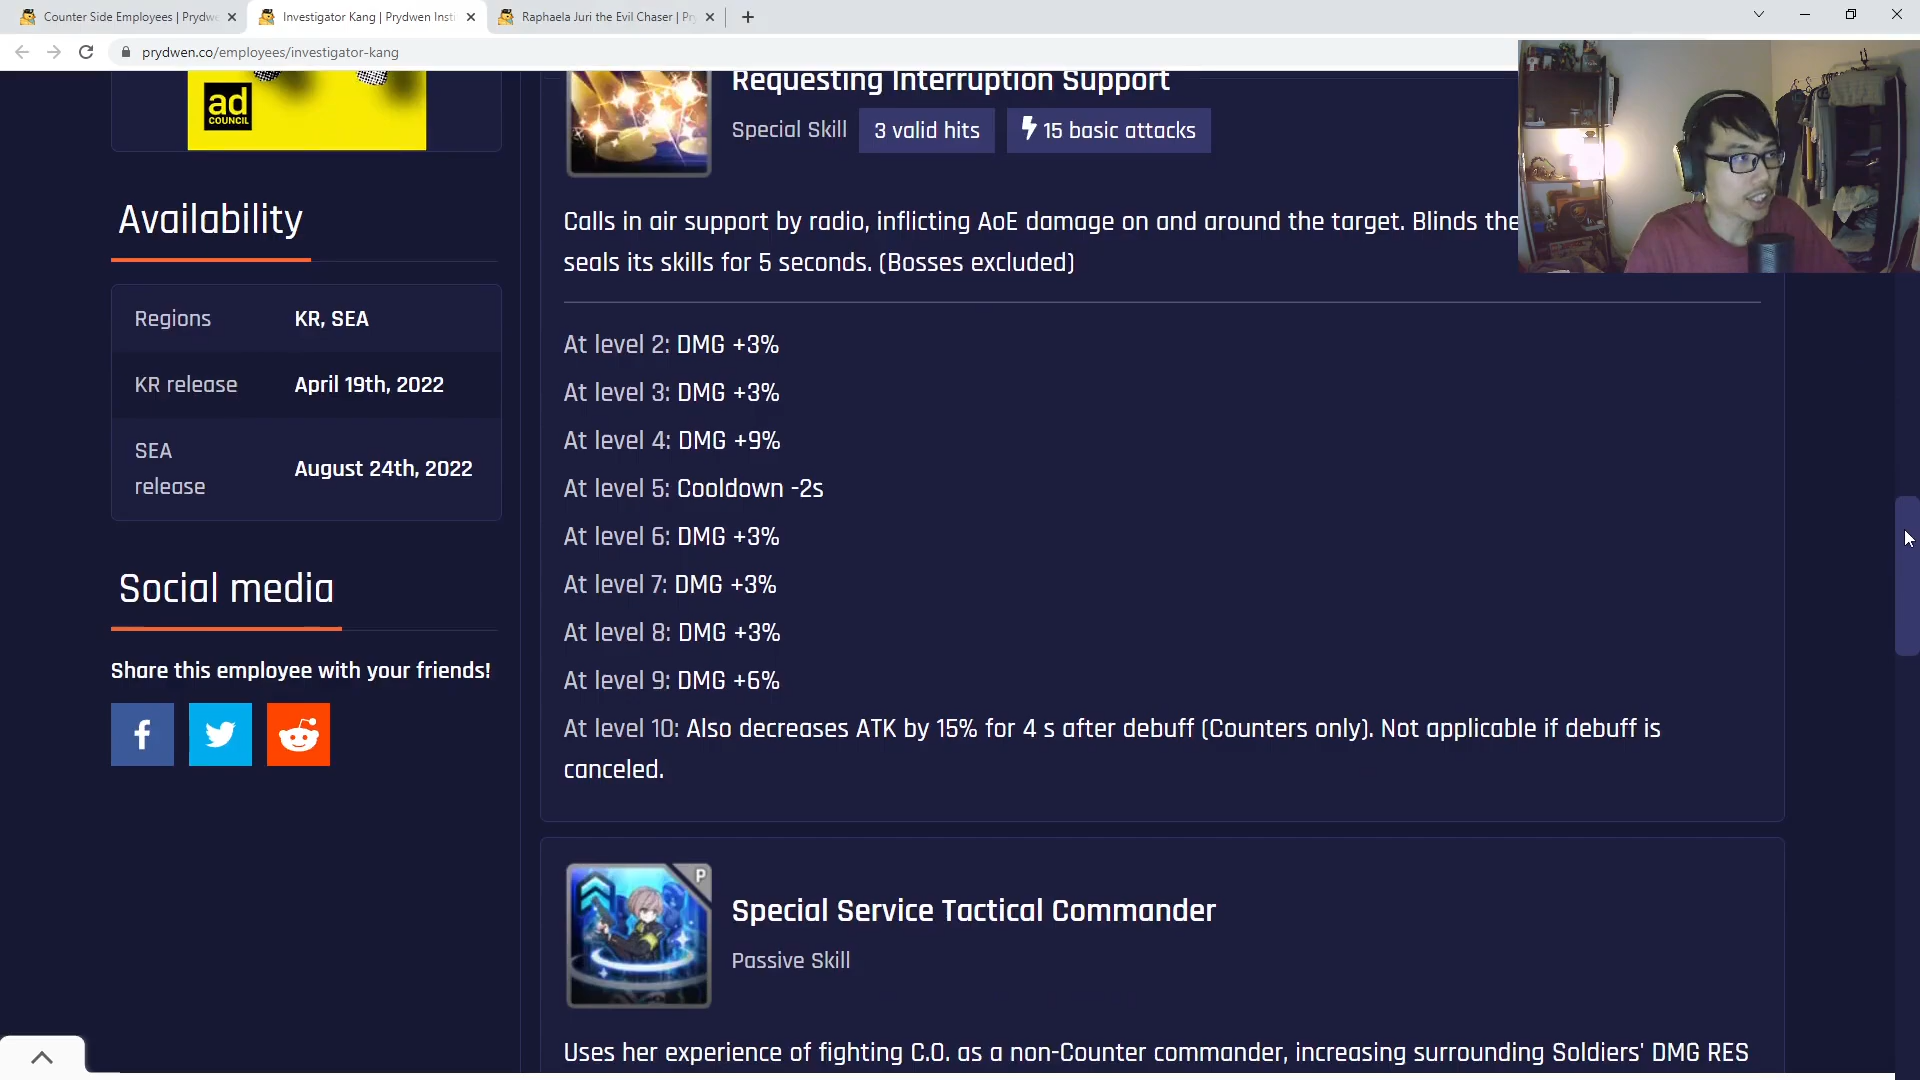 Counter Side Employees | Prydw
Investigator Kang | Prydwen Insti
Raphaela Juri the Evil Chaser | Pr
prydwen.co/employees/investigator-kang
ad
COUNCIL
Requesting Interruption Support
Special Skill 3 valid hits 15 basic attacks
Calls in air support by radio, inflicting AoE damage on and around the target. Blinds the
seals its skills for 5 seconds. (Bosses excluded)
At level 2: DMG +3%
At level 3: DMG +3%
At level 4: DMG +9%
At level 5: Cooldown -2s
At level 6: DMG +3%
At level 7: DMG +3%
At level 8: DMG +3%
At level 9: DMG +6%
At level 10: Also decreases ATK by 15% for 4 s after debuff (Counters only). Not applicable if debuff is
canceled.
P
Special Service Tactical Commander
Passive Skill
Uses her experience of fighting C.O. as a non-Counter commander, increasing surrounding Soldiers' DMG RES
Availability
Regions KR, SEA
KR release April 19th, 2022
SEA
release
August 24th, 2022
Social media
Share this employee with your friends!